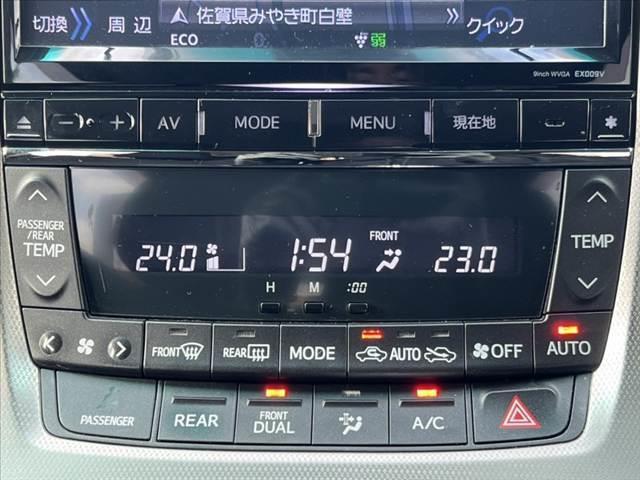 切換 周辺 佐賀県みやき町白壁 クイック
ECO 弱
9inch WVGA EX009V
− + AV MODE MENU 現在地 ✱
PASSENGER
/REAR
TEMP
TEMP
FRONT
24.0 1:54 23.0
H M :00
FRONT REAR MODE AUTO OFF AUTO
PASSENGER REAR FRONT DUAL A/C